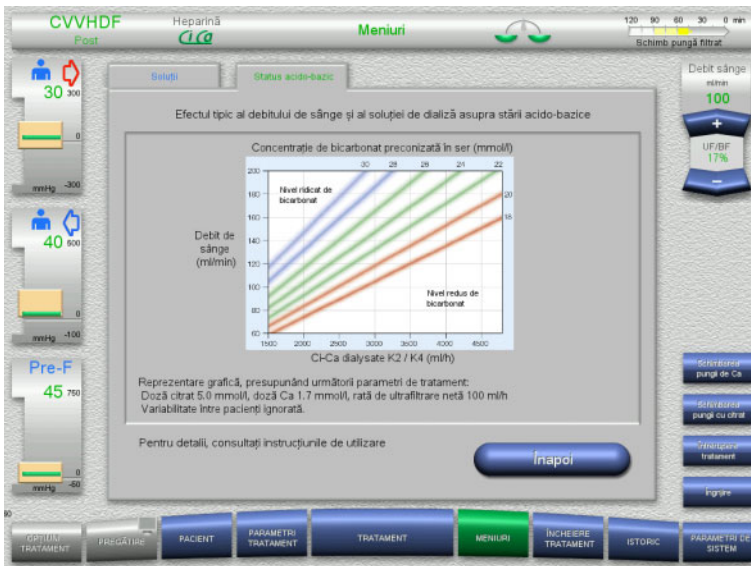 CVVHDF
Post
Heparină
CiCa
Meniuri
120 90 60 30 0 min
Schimb pungă filtrat
30 300
0
mmHg -300
40 500
0
mmHg -100
Pre-F
45 750
0
mmHg -50
Soluții
Status acido-bazic
Efectul tipic al debitului de sânge și al soluției de dializă asupra stării acido-bazice
Concentrație de bicarbonat preconizată în ser (mmol/l)
30 28 26 24 22
20
18
Nivel ridicat de
bicarbonat
Nivel redus de
bicarbonat
Debit de
sânge
(ml/min)
200
180
160
140
120
100
80
60
1500 2000 2500 3000 3500 4000 4500
Ci-Ca dialysate K2 / K4 (ml/h)
Reprezentare grafică, presupunând următorii parametri de tratament:
Doză citrat 5.0 mmol/l, doză Ca 1.7 mmol/l, rată de ultrafiltrare netă 100 ml/h
Variabilitate între pacienți ignorată.
Pentru detalii, consultați instrucțiunile de utilizare
Înapoi
Debit sânge
ml/min
100
+
UF/BF
17%
−
Schimbarea
pungii de Ca
Schimbarea
pungii cu citrat
tratament
Îngrijire
60
OPȚIUNI
TRATAMENT
PREGĂTIRE
PACIENT
PARAMETRI
TRATAMENT
TRATAMENT
MENIURI
ÎNCHEIERE
TRATAMENT
ISTORIC
PARAMETRI DE
SISTEM